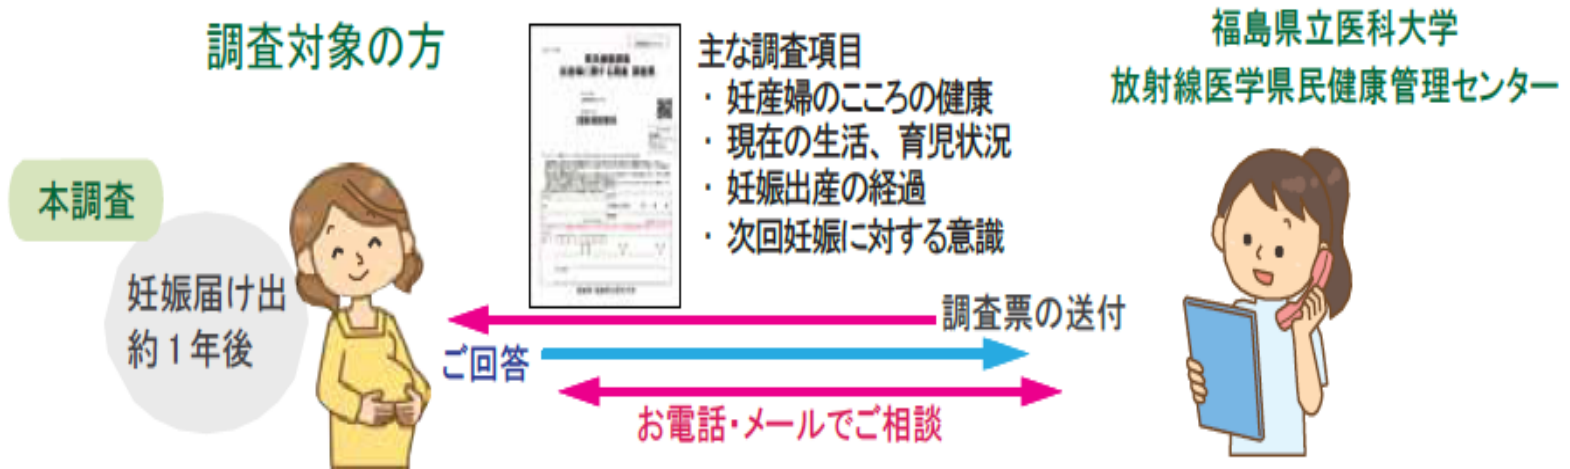 調査対象の方
本調査
妊娠届け出
約1年後
主な調査項目
・妊産婦のこころの健康
・現在の生活、育児状況
・妊娠出産の経過
・次回妊娠に対する意識
福島県立医科大学
放射線医学県民健康管理センター
調査票の送付
ご回答
お電話・メールでご相談